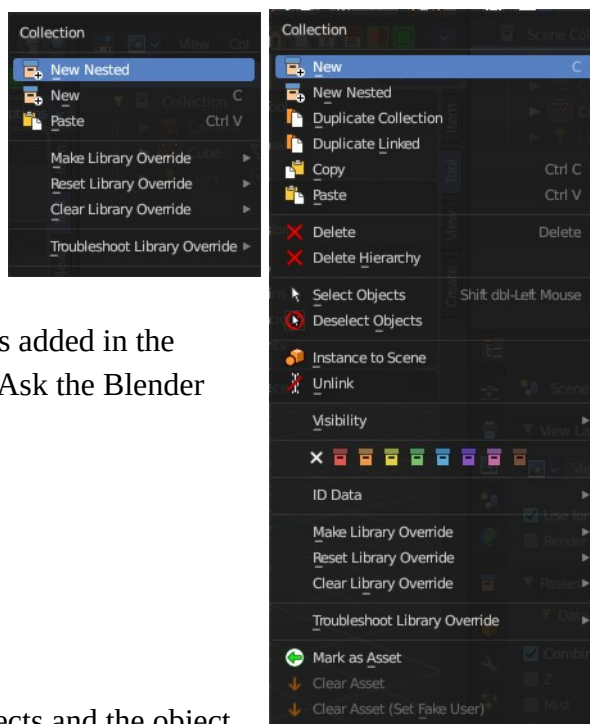 Collection
New Nested
New C
Paste Ctrl V
Make Library Override
Reset Library Override
Clear Library Override
Troubleshoot Library Override
s added in the
Ask the Blender
ects and the object
Collection
New C
New Nested
Duplicate Collection
Duplicate Linked
Copy Ctrl C
Paste Ctrl V
Delete Delete
Delete Hierarchy
Select Objects Shift dbl-Left Mouse
Deselect Objects
Instance to Scene
Unlink
Visibility
ID Data
Make Library Override
Reset Library Override
Clear Library Override
Troubleshoot Library Override
Mark as Asset
Clear Asset
Clear Asset (Set Fake User)